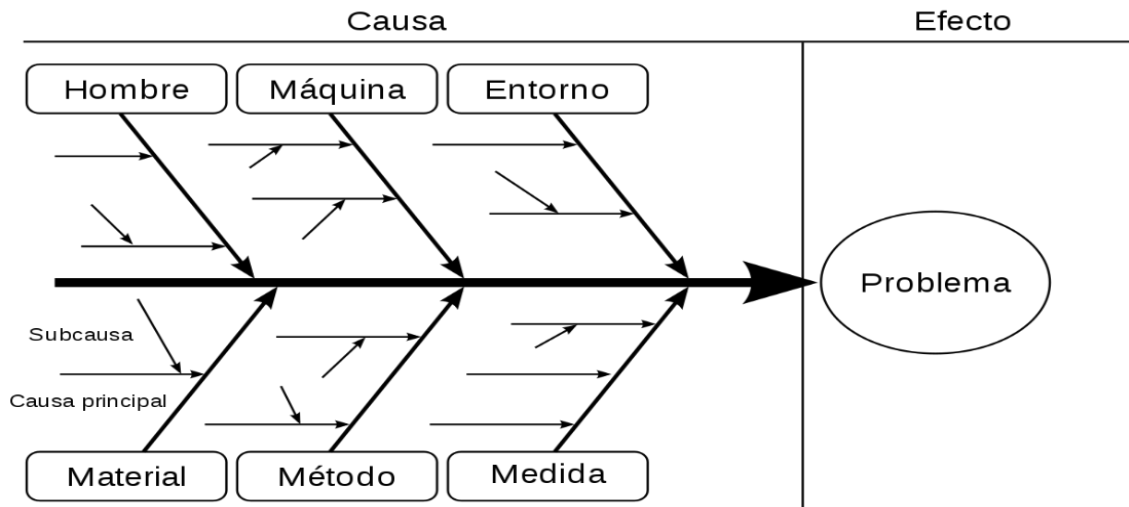 Causa
Efecto
Hombre
Máquina
Entorno
Problema
Subcausa
Causa principal
Material
Método
Medida